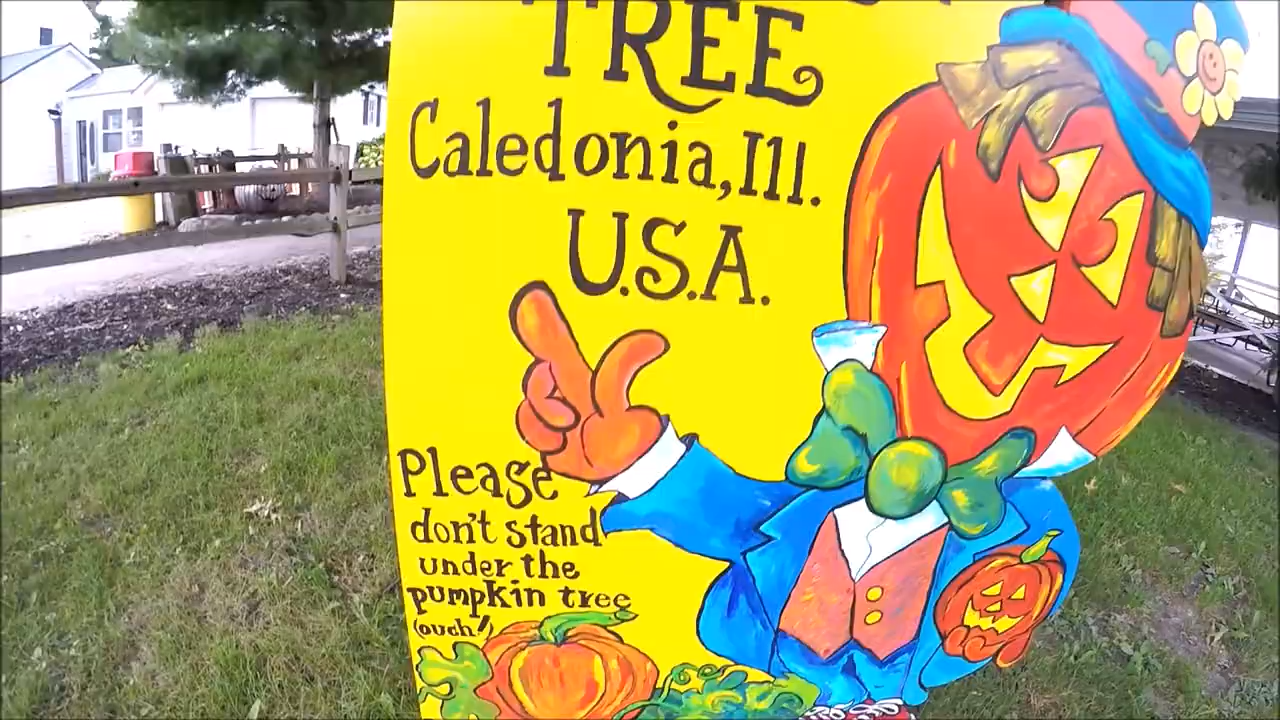 TREE
Caledonia, Ill.
U.S.A.
Please
don't stand
under the
pumpkin tree
(ouch!)